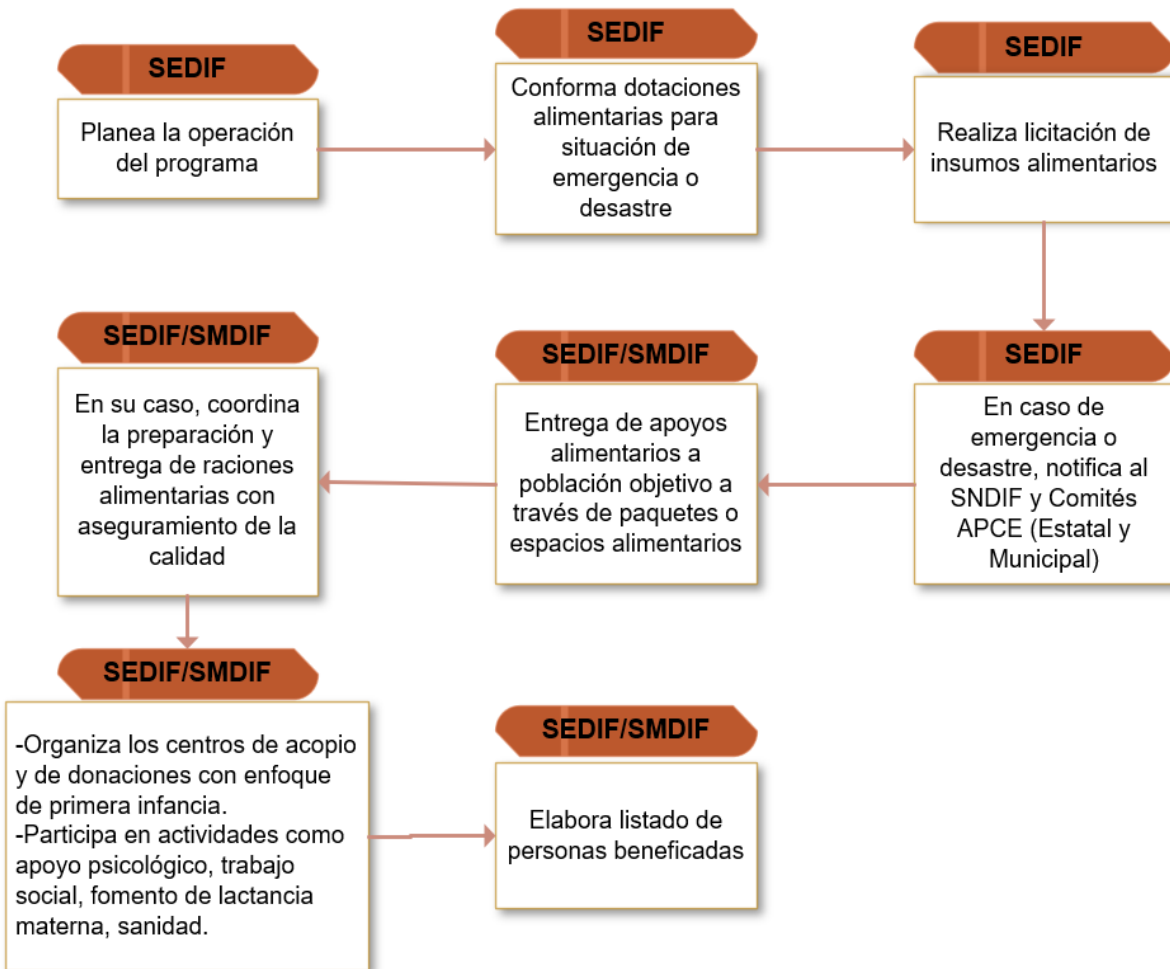 SEDIF
Planea la operación
del programa
SEDIF
Conforma dotaciones
alimentarias para
situación de
emergencia o
desastre
SEDIF
Realiza licitación de
insumos alimentarios
SEDIF
En caso de
emergencia o
desastre, notifica al
SNDIF y Comités
APCE (Estatal y
Municipal)
SEDIF/SMDIF
Entrega de apoyos
alimentarios a
población objetivo a
través de paquetes o
espacios alimentarios
SEDIF/SMDIF
En su caso, coordina
la preparación y
entrega de raciones
alimentarias con
aseguramiento de la
calidad
SEDIF/SMDIF
-Organiza los centros de acopio
y de donaciones con enfoque
de primera infancia.
-Participa en actividades como
apoyo psicológico, trabajo
social, fomento de lactancia
materna, sanidad.
SEDIF/SMDIF
Elabora listado de
personas beneficadas